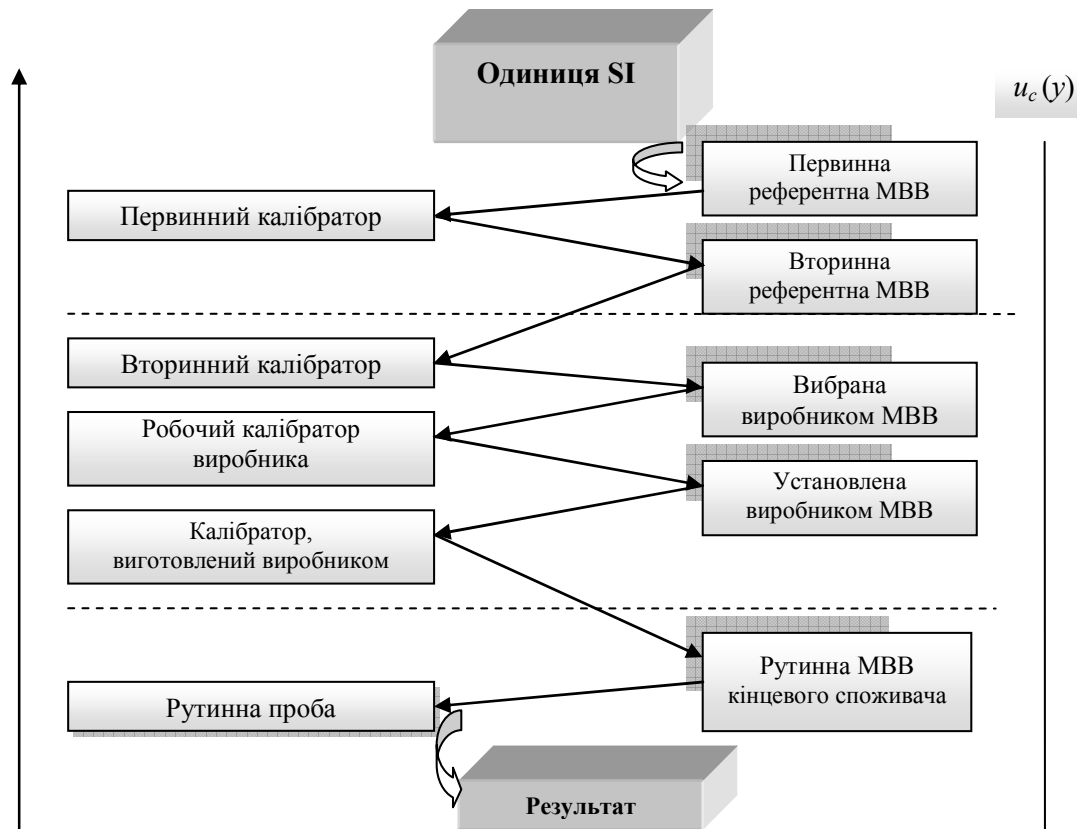 Одиниця SI
u_c(y)
Первинна
референтна МВВ
Первинний калібратор
Вторинна
референтна МВВ
Вторинний калібратор
Вибрана
виробником МВВ
Робочий калібратор
виробника
Установлена
виробником МВВ
Калібратор,
виготовлений виробником
Рутинна МВВ
кінцевого споживача
Рутинна проба
Результат